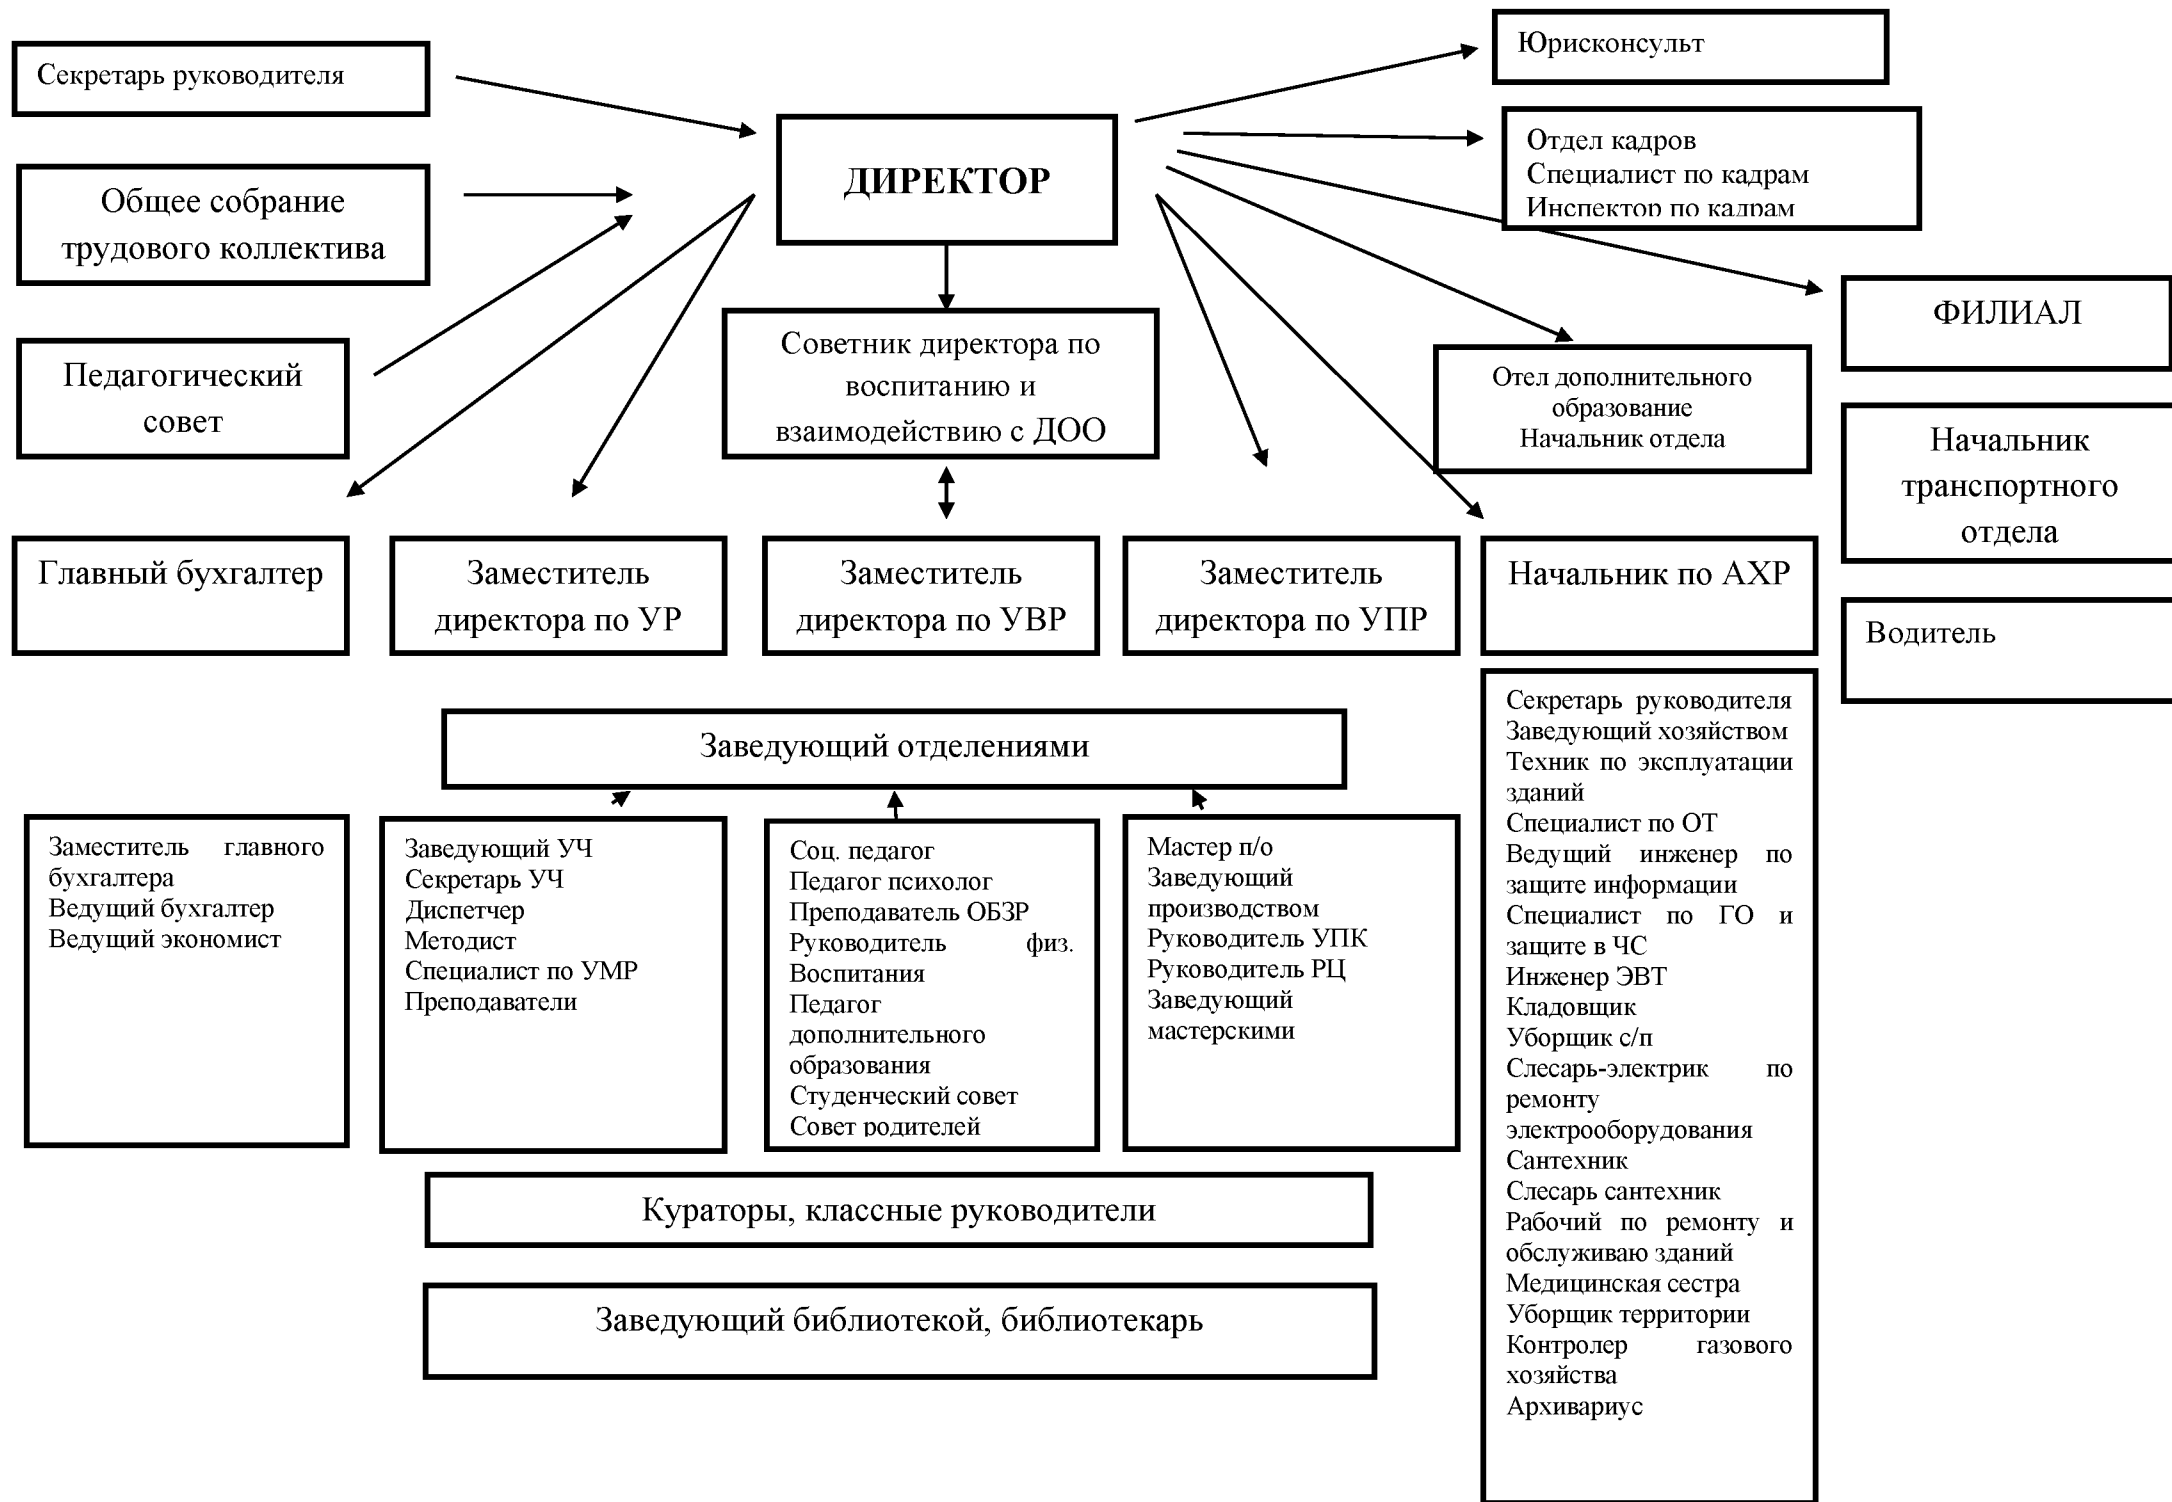 Секретарь руководителя
Юрисконсульт
Общее собрание
трудового коллектива
ДИРЕКТОР
Отдел кадров
Специалист по кадрам
Инспектор по кадрам
Педагогический
совет
Советник директора по
воспитанию и
взаимодействию с ДОО
Отел дополнительного
образование
Начальник отдела
ФИЛИАЛ
Начальник
транспортного
отдела
Водитель
Главный бухгалтер
Заместитель
директора по УР
Заместитель
директора по УВР
Заместитель
директора по УПР
Начальник по АХР
Заведующий отделениями
Заместитель главного
бухгалтера
Ведущий бухгалтер
Ведущий экономист
Заведующий УЧ
Секретарь УЧ
Диспетчер
Методист
Специалист по УМР
Преподаватели
Соц. педагог
Педагог психолог
Преподаватель ОБЗР
Руководитель физ.
Воспитания
Педагог
дополнительного
образования
Студенческий совет
Совет родителей
Мастер п/о
Заведующий
производством
Руководитель УПК
Руководитель РЦ
Заведующий
мастерскими
Секретарь руководителя
Заведующий хозяйством
Техник по эксплуатации
зданий
Специалист по ОТ
Ведущий инженер по
защите информации
Специалист по ГО и
защите в ЧС
Инженер ЭВТ
Кладовщик
Уборщик с/п
Слесарь-электрик по
ремонту
электрооборудования
Сантехник
Слесарь сантехник
Рабочий по ремонту и
обслуживаю зданий
Медицинская сестра
Уборщик территории
Контролер газового
хозяйства
Архивариус
Кураторы, классные руководители
Заведующий библиотекой, библиотекарь